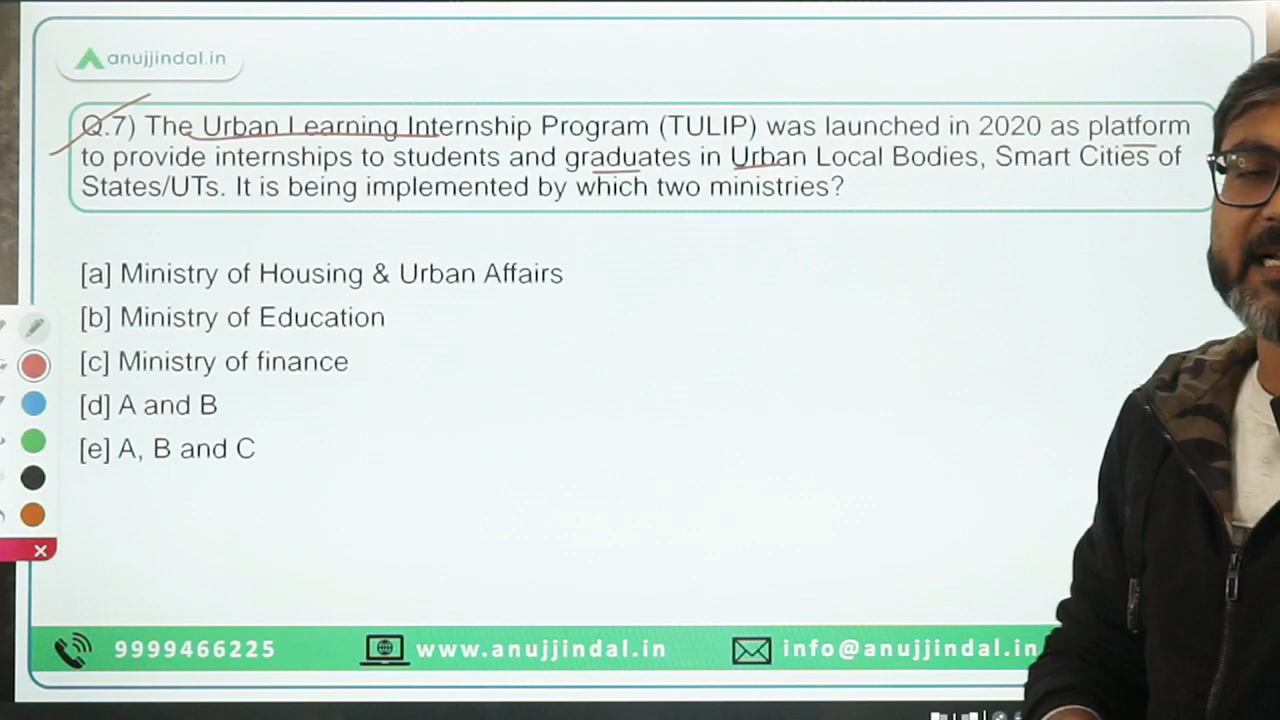 anujjindal.in
Q.7) The Urban Learning Internship Program (TULIP) was launched in 2020 as platform
to provide internships to students and graduates in Urban Local Bodies, Smart Cities of
States/UTs. It is being implemented by which two ministries?
[a] Ministry of Housing & Urban Affairs
[b] Ministry of Education
[c] Ministry of finance
[d] A and B
[e] A, B and C
9999466225
www.anujjindal.in
info@anujjindal.in